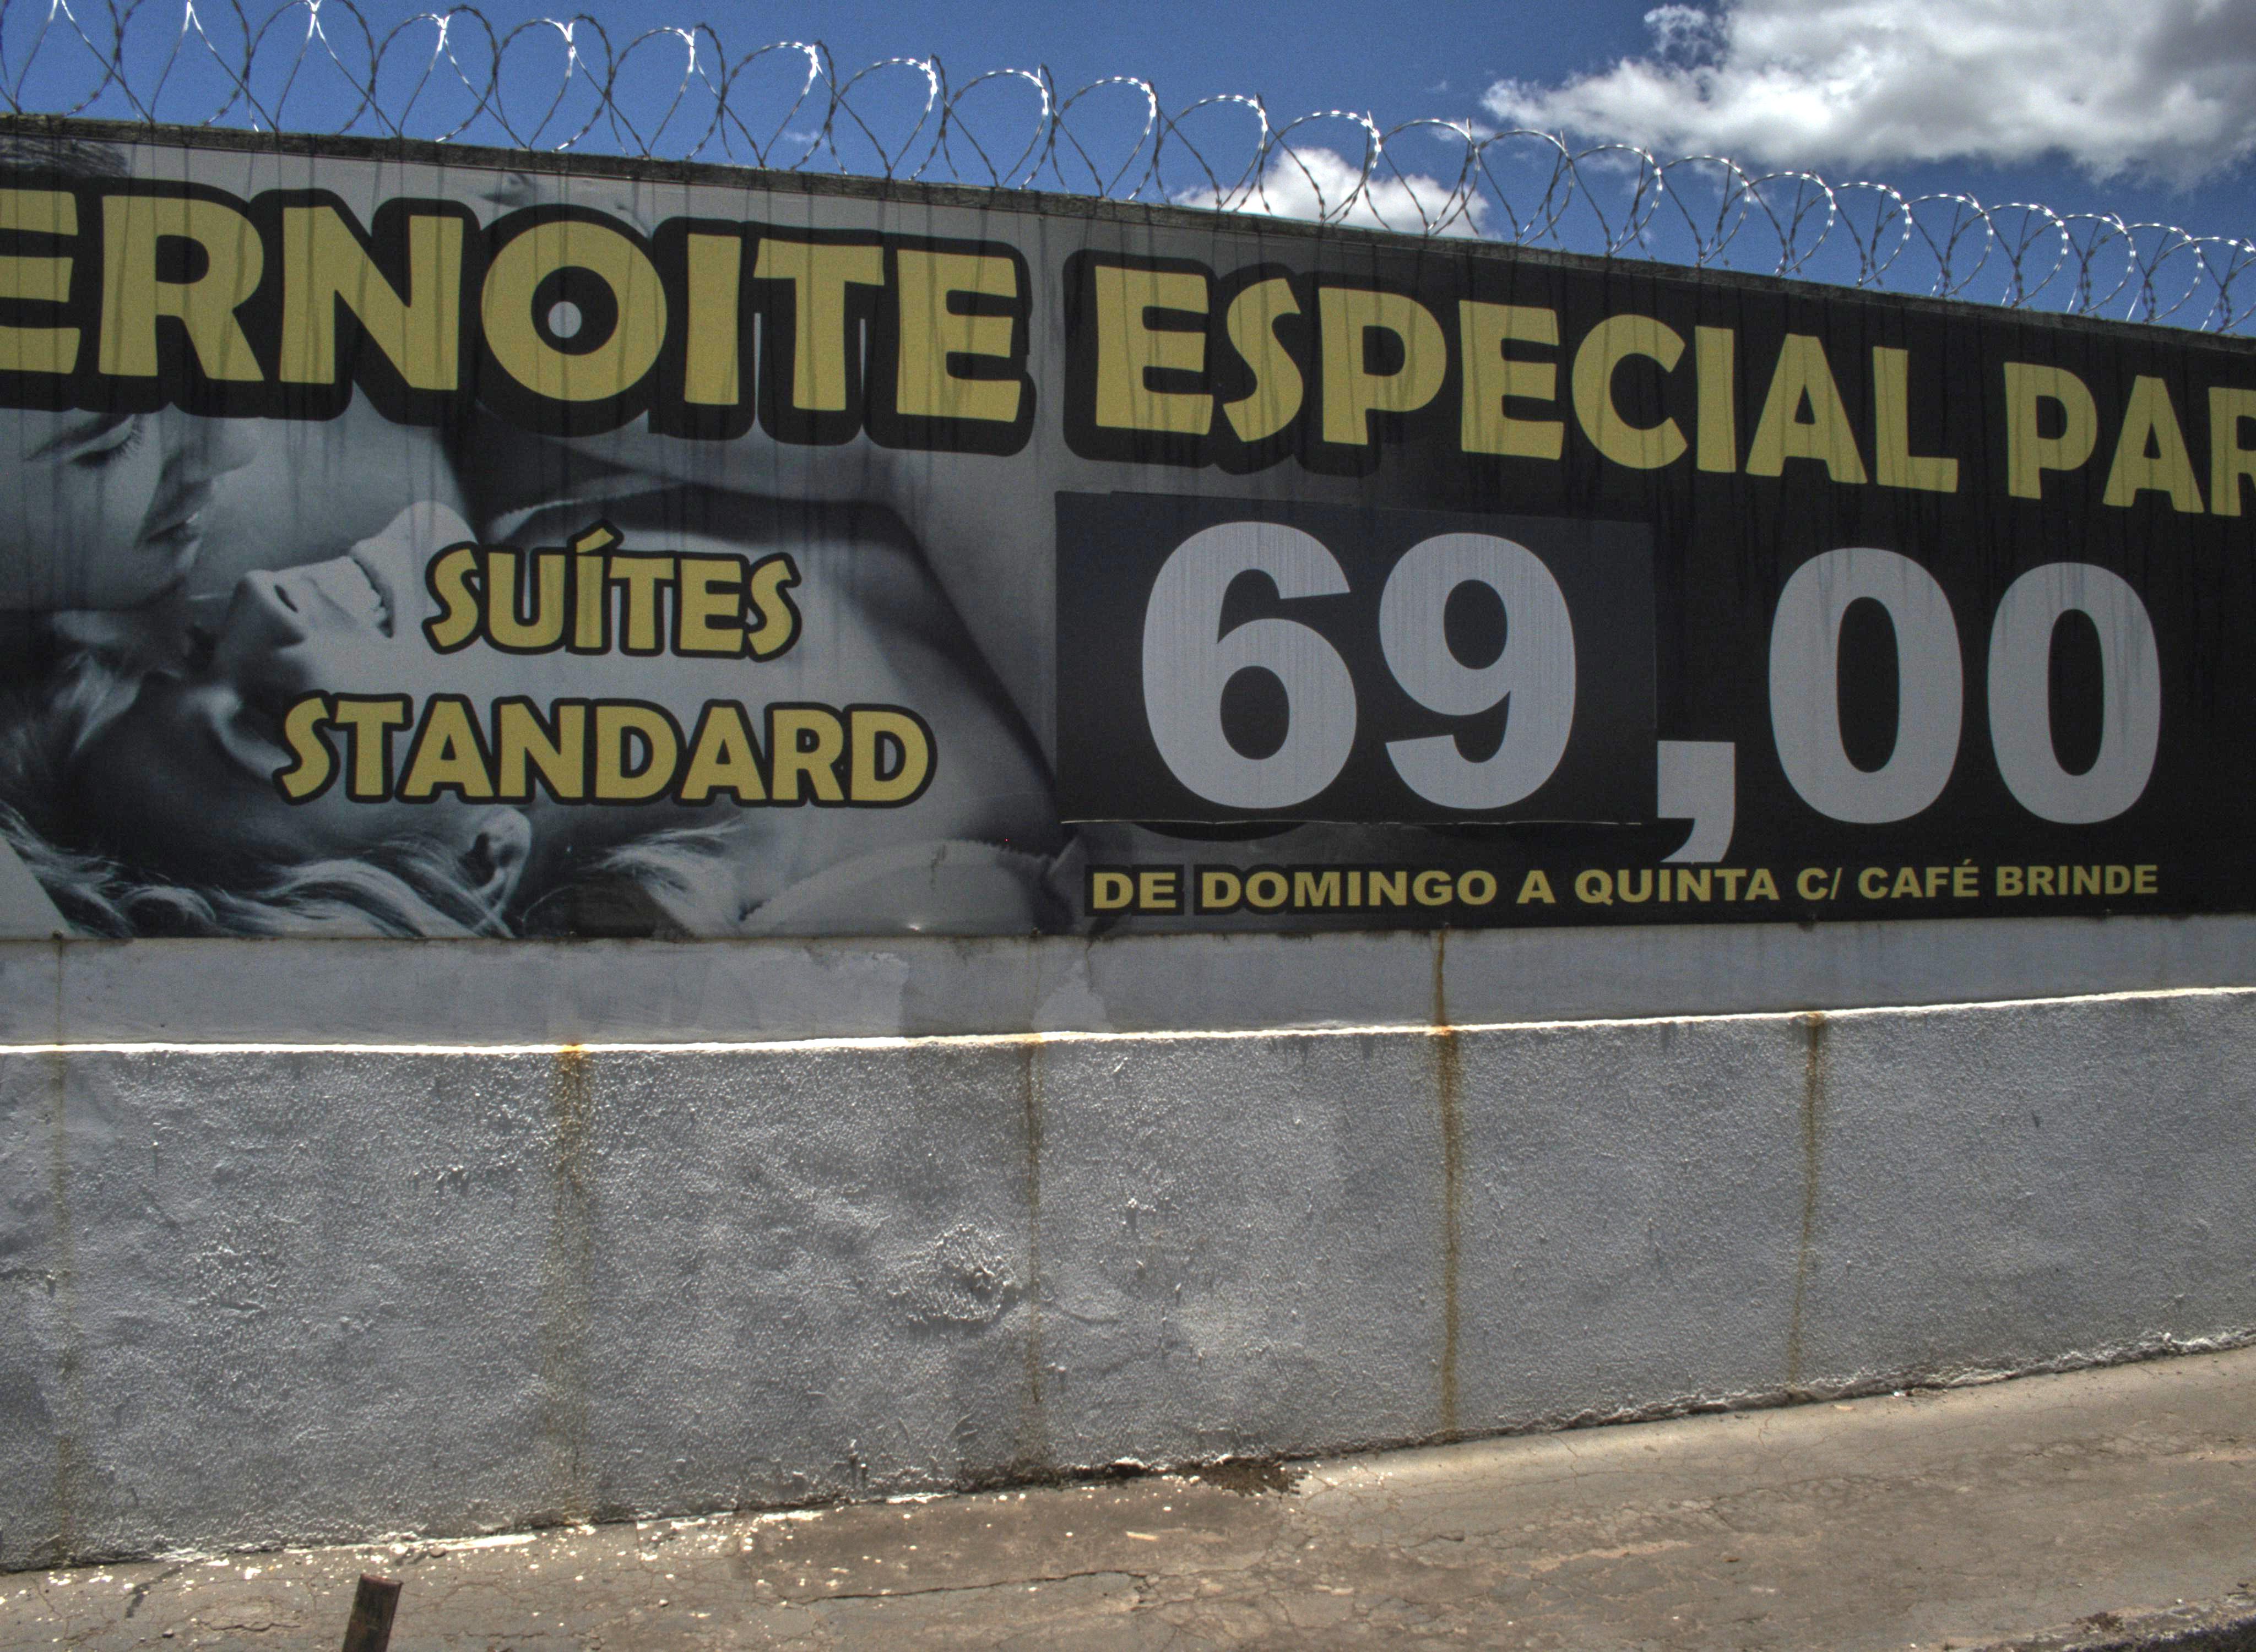 ERNOITE ESPECIAL PAR
SUÍTES
STANDARD
69,00
DE DOMINGO A QUINTA C/ CAFÉ BRINDE